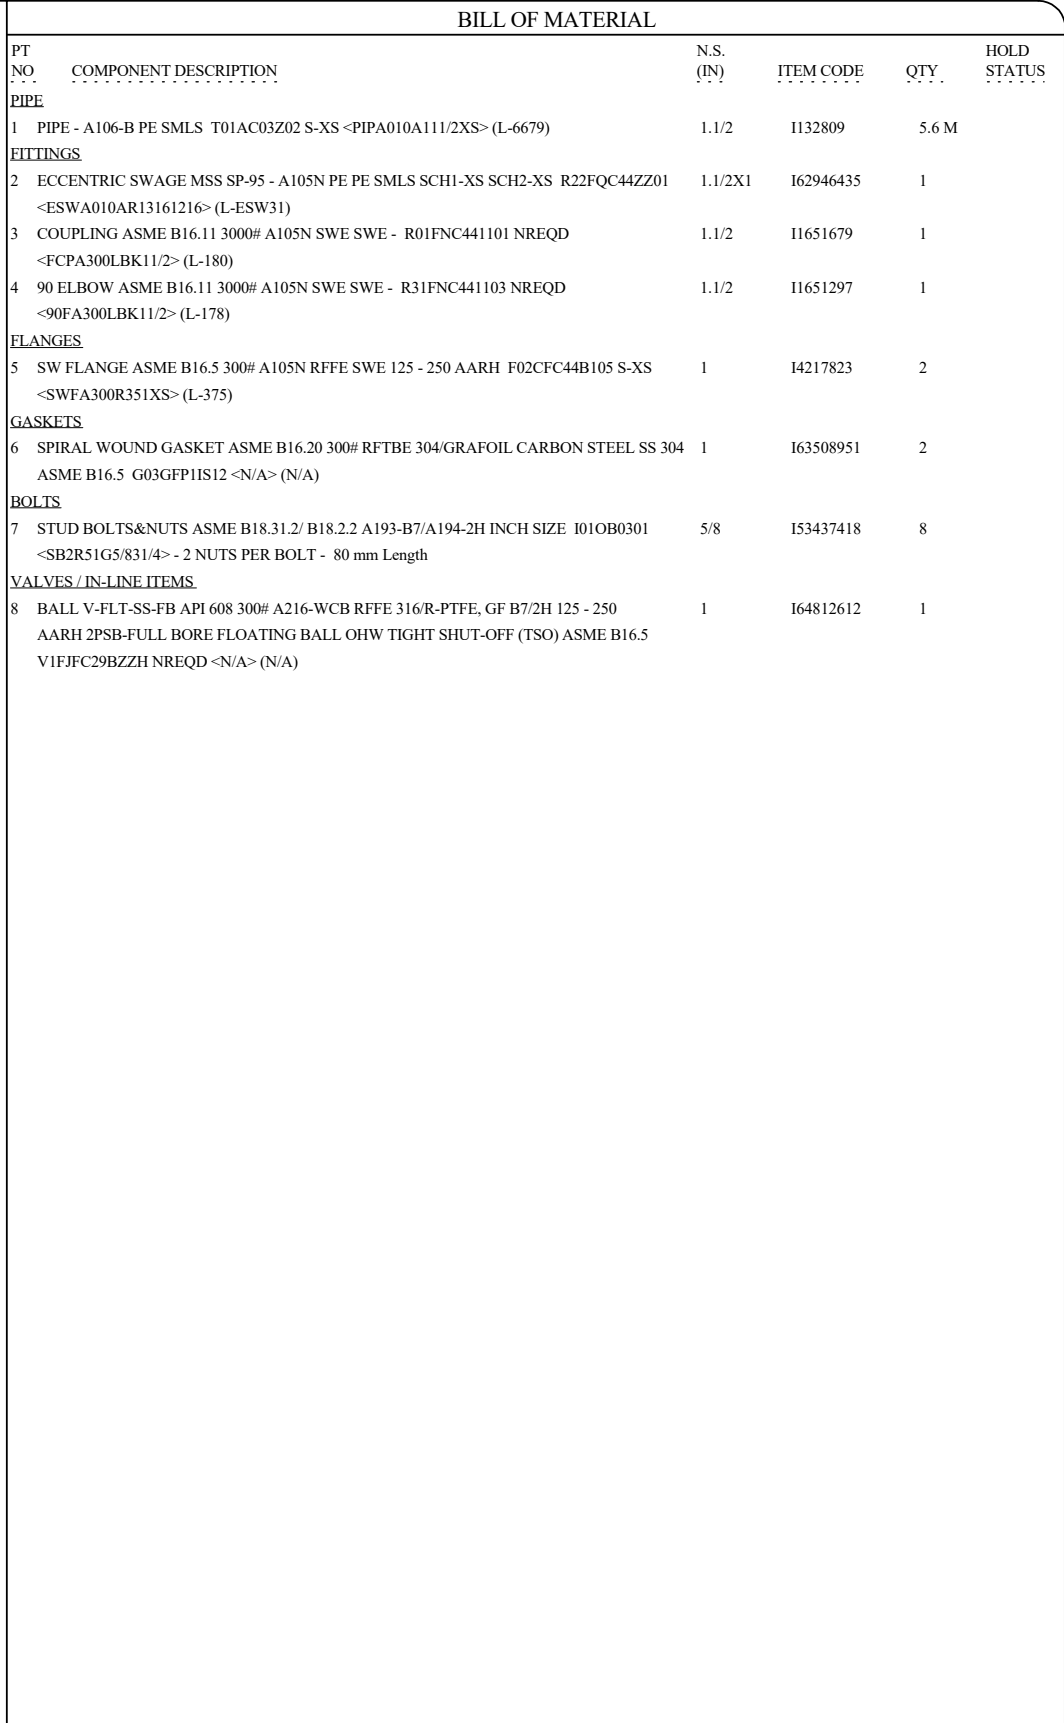 BILL OF MATERIAL
PT N.S. HOLD
NO COMPONENT DESCRIPTION (IN) ITEM CODE QTY STATUS
PIPE
1 PIPE - A106-B PE SMLS T01AC03Z02 S-XS <PIPA010A111/2XS> (L-6679) 1.1/2 I132809 5.6 M
FITTINGS
2 ECCENTRIC SWAGE MSS SP-95 - A105N PE PE SMLS SCH1-XS SCH2-XS R22FQC44ZZ01 1.1/2X1 I62946435 1
<ESWA010AR13161216> (L-ESW31)
3 COUPLING ASME B16.11 3000# A105N SWE SWE - R01FNC441101 NREQD 1.1/2 I1651679 1
<FCPA300LBK11/2> (L-180)
4 90 ELBOW ASME B16.11 3000# A105N SWE SWE - R31FNC441103 NREQD 1.1/2 I1651297 1
<90FA300LBK11/2> (L-178)
FLANGES
5 SW FLANGE ASME B16.5 300# A105N RFFE SWE 125 - 250 AARH F02CFC44B105 S-XS 1 I4217823 2
<SWFA300R351XS> (L-375)
GASKETS
6 SPIRAL WOUND GASKET ASME B16.20 300# RFTBE 304/GRAFOIL CARBON STEEL SS 304 1 I63508951 2
ASME B16.5 G03GFP1IS12 <N/A> (N/A)
BOLTS
7 STUD BOLTS&NUTS ASME B18.31.2/ B18.2.2 A193-B7/A194-2H INCH SIZE I01OB0301 5/8 I53437418 8
<SB2R51G5/831/4> - 2 NUTS PER BOLT - 80 mm Length
VALVES / IN-LINE ITEMS
8 BALL V-FLT-SS-FB API 608 300# A216-WCB RFFE 316/R-PTFE, GF B7/2H 125 - 250 1 I64812612 1
AARH 2PSB-FULL BORE FLOATING BALL OHW TIGHT SHUT-OFF (TSO) ASME B16.5
V1FJFC29BZZH NREQD <N/A> (N/A)